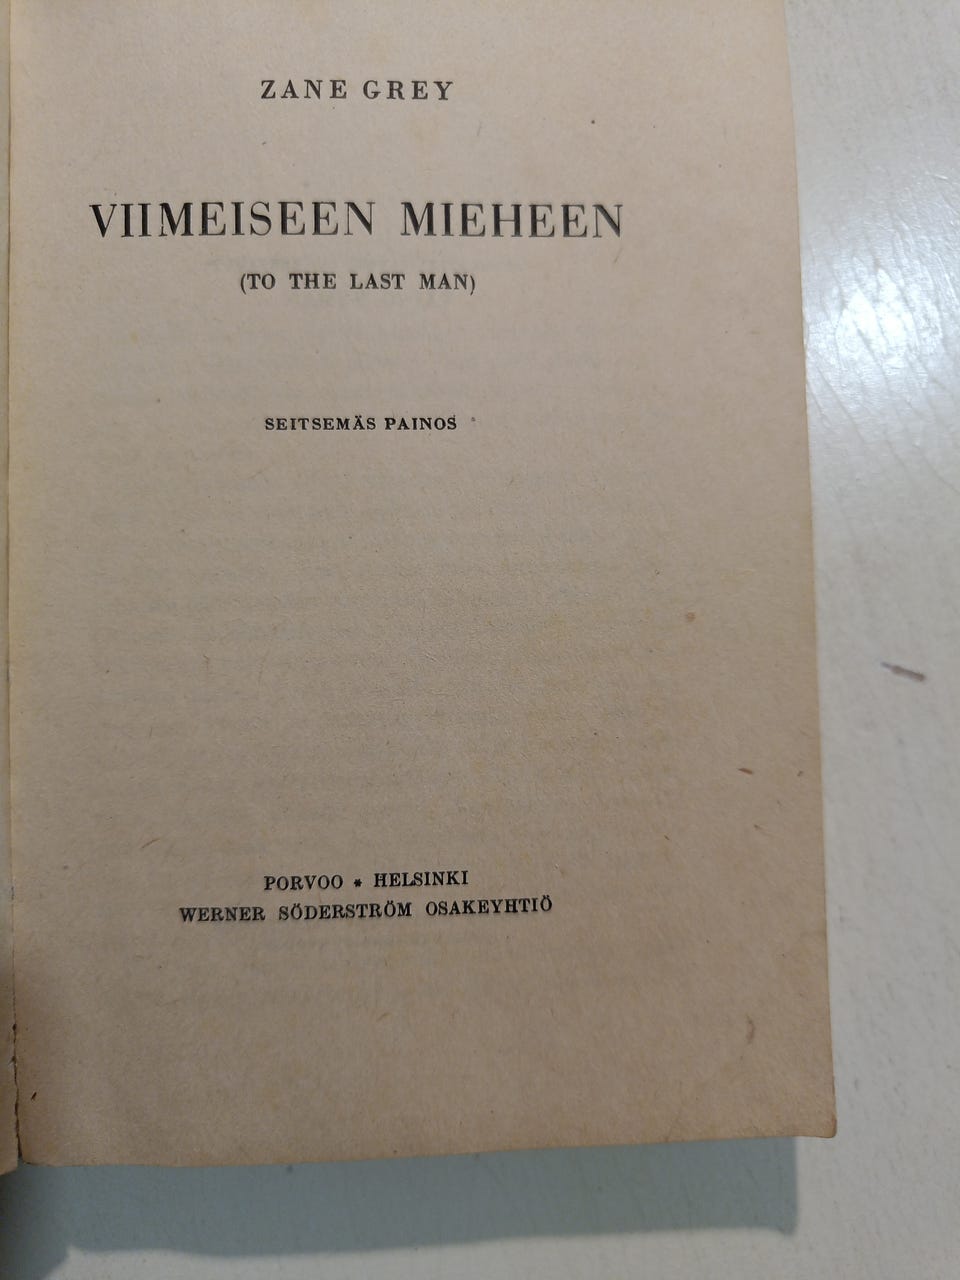 ZANE GREY
VIIMEISEEN MIEHEEN
(TO THE LAST MAN)
SEITSEMÄS PAINOS
PORVOO * HELSINKI
WERNER SÖDERSTRÖM OSAKEYHTIÖ